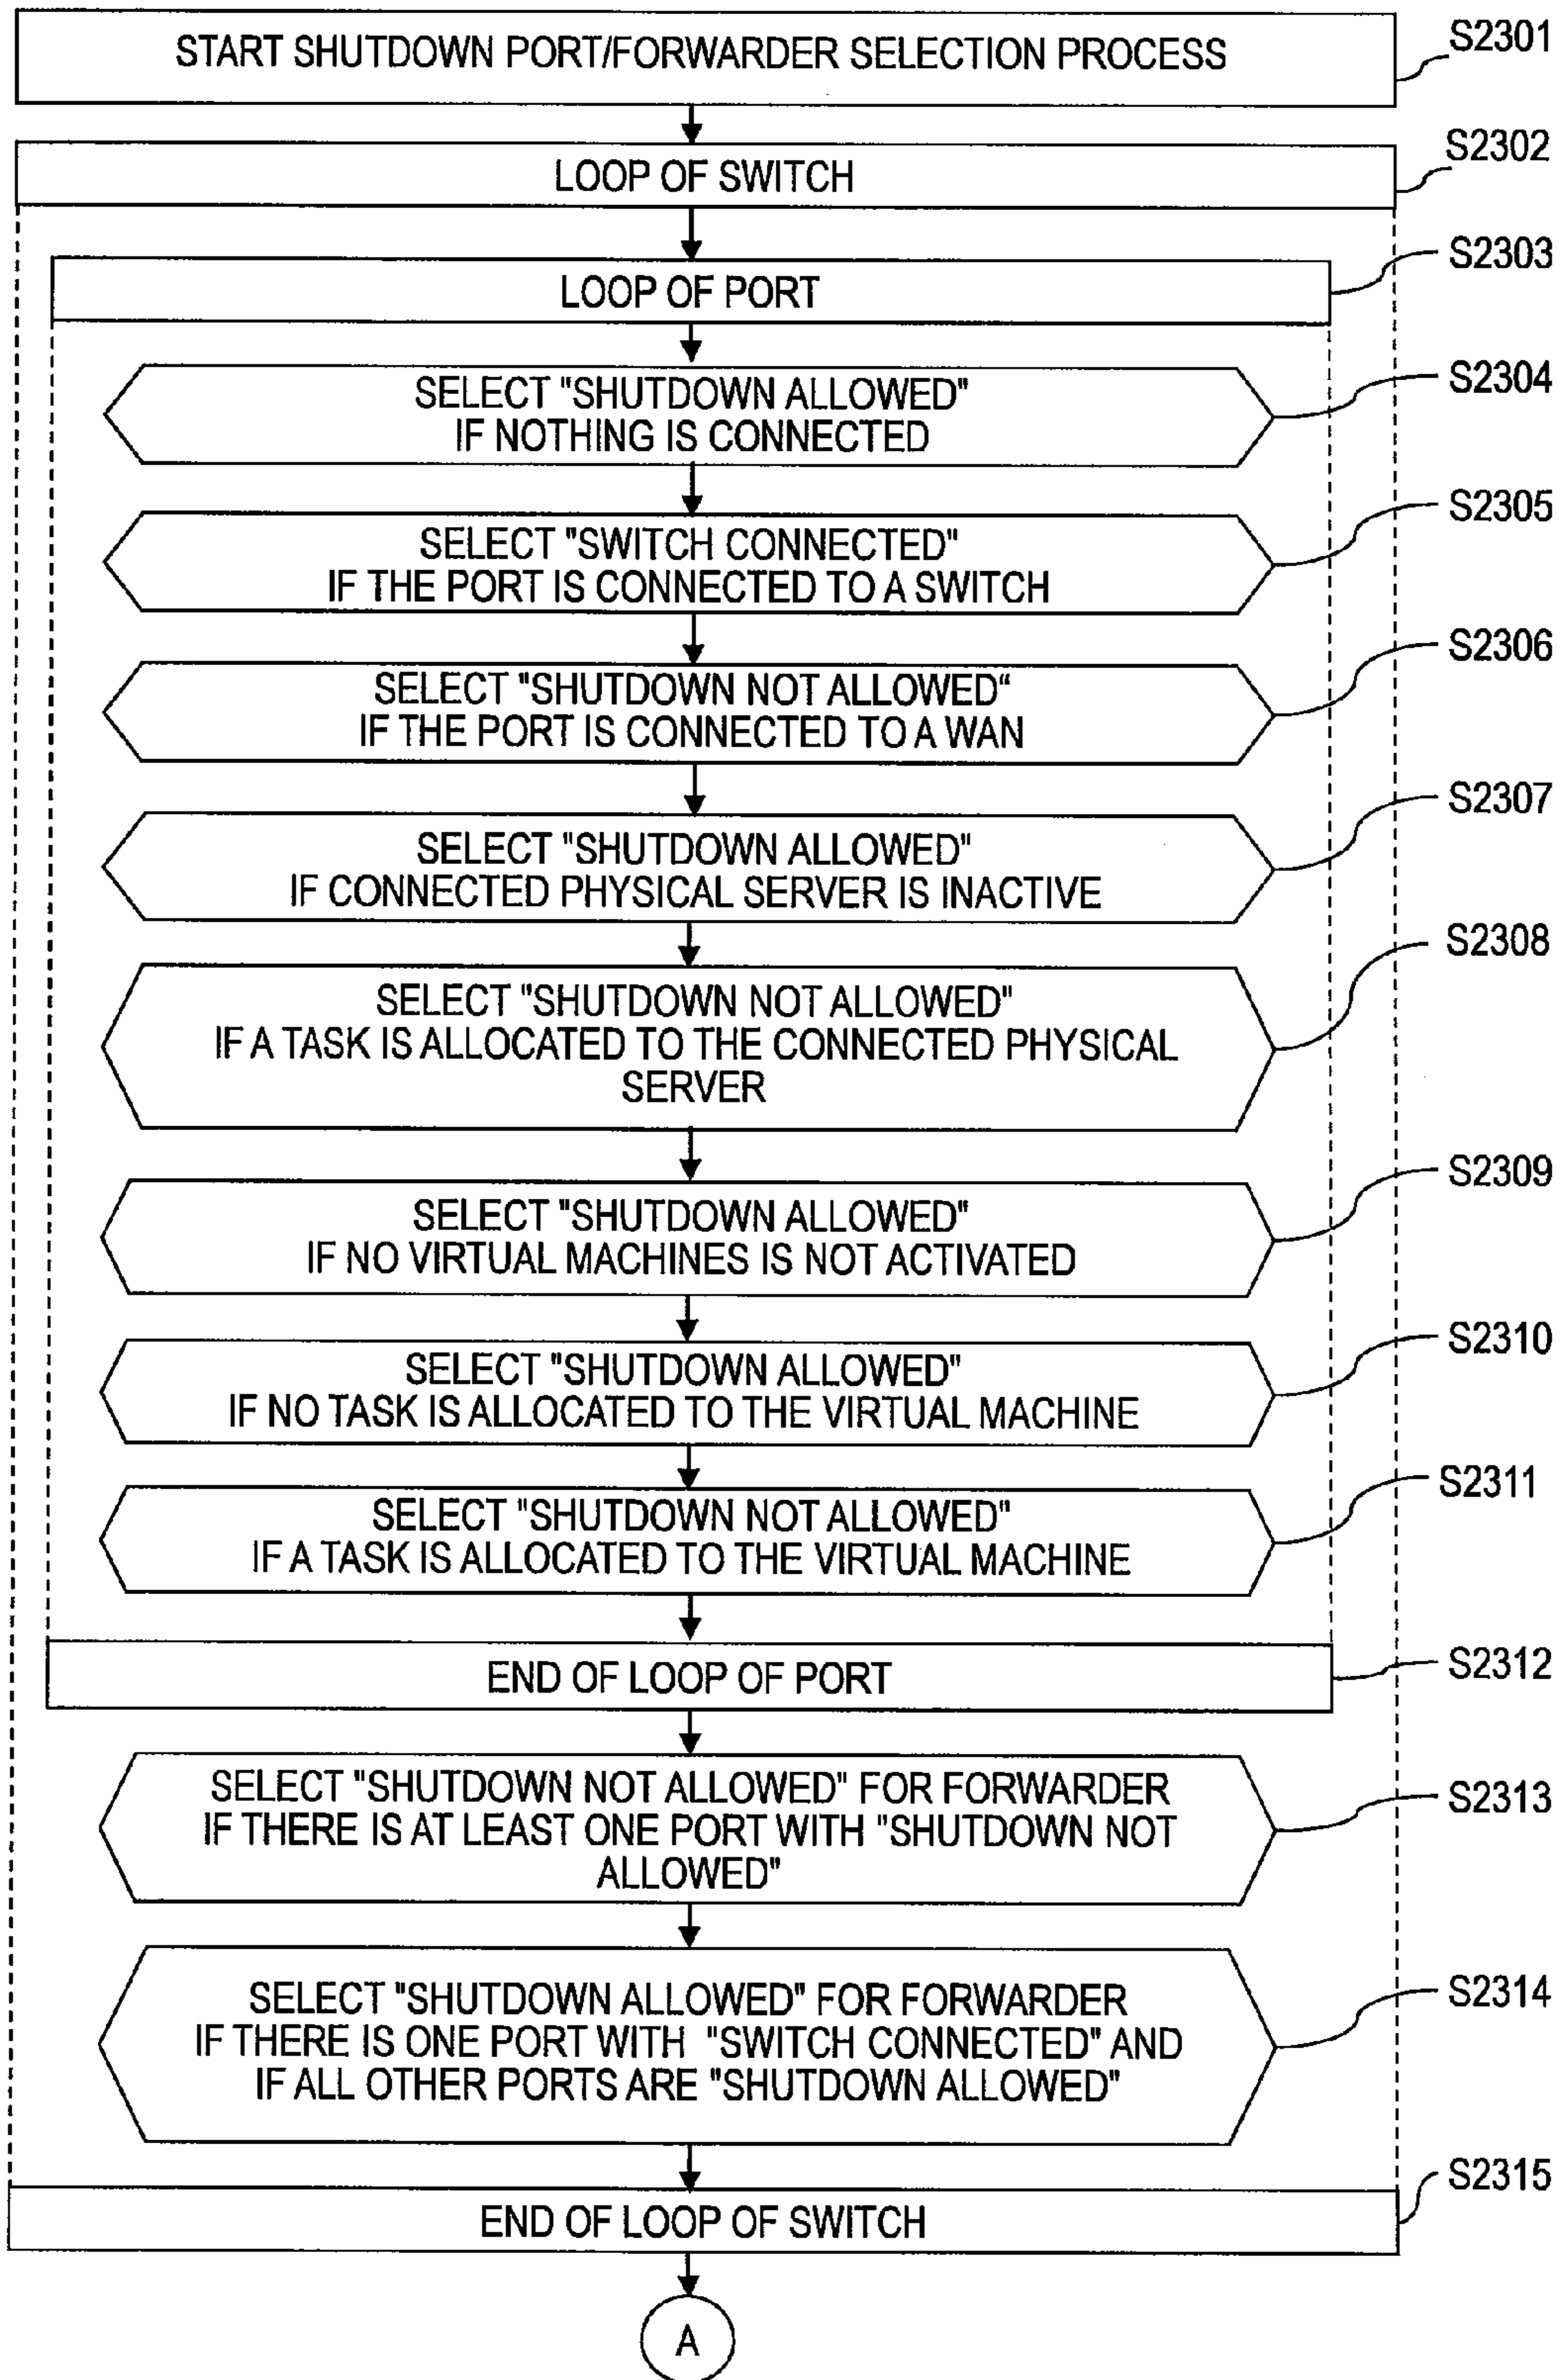 START SHUTDOWN PORT/FORWARDER SELECTION PROCESS
S2301
LOOP OF SWITCH
S2302
LOOP OF PORT
S2303
SELECT "SHUTDOWN ALLOWED"
IF NOTHING IS CONNECTED
S2304
SELECT "SWITCH CONNECTED"
IF THE PORT IS CONNECTED TO A SWITCH
S2305
SELECT "SHUTDOWN NOT ALLOWED"
IF THE PORT IS CONNECTED TO A WAN
S2306
SELECT "SHUTDOWN ALLOWED"
IF CONNECTED PHYSICAL SERVER IS INACTIVE
S2307
SELECT "SHUTDOWN NOT ALLOWED"
IF A TASK IS ALLOCATED TO THE CONNECTED PHYSICAL
SERVER
S2308
SELECT "SHUTDOWN ALLOWED"
IF NO VIRTUAL MACHINES IS NOT ACTIVATED
S2309
SELECT "SHUTDOWN ALLOWED"
IF NO TASK IS ALLOCATED TO THE VIRTUAL MACHINE
S2310
SELECT "SHUTDOWN NOT ALLOWED"
IF A TASK IS ALLOCATED TO THE VIRTUAL MACHINE
S2311
END OF LOOP OF PORT
S2312
SELECT "SHUTDOWN NOT ALLOWED" FOR FORWARDER
IF THERE IS AT LEAST ONE PORT WITH "SHUTDOWN NOT
ALLOWED"
S2313
SELECT "SHUTDOWN ALLOWED" FOR FORWARDER
IF THERE IS ONE PORT WITH "SWITCH CONNECTED" AND
IF ALL OTHER PORTS ARE "SHUTDOWN ALLOWED"
S2314
END OF LOOP OF SWITCH
S2315
A